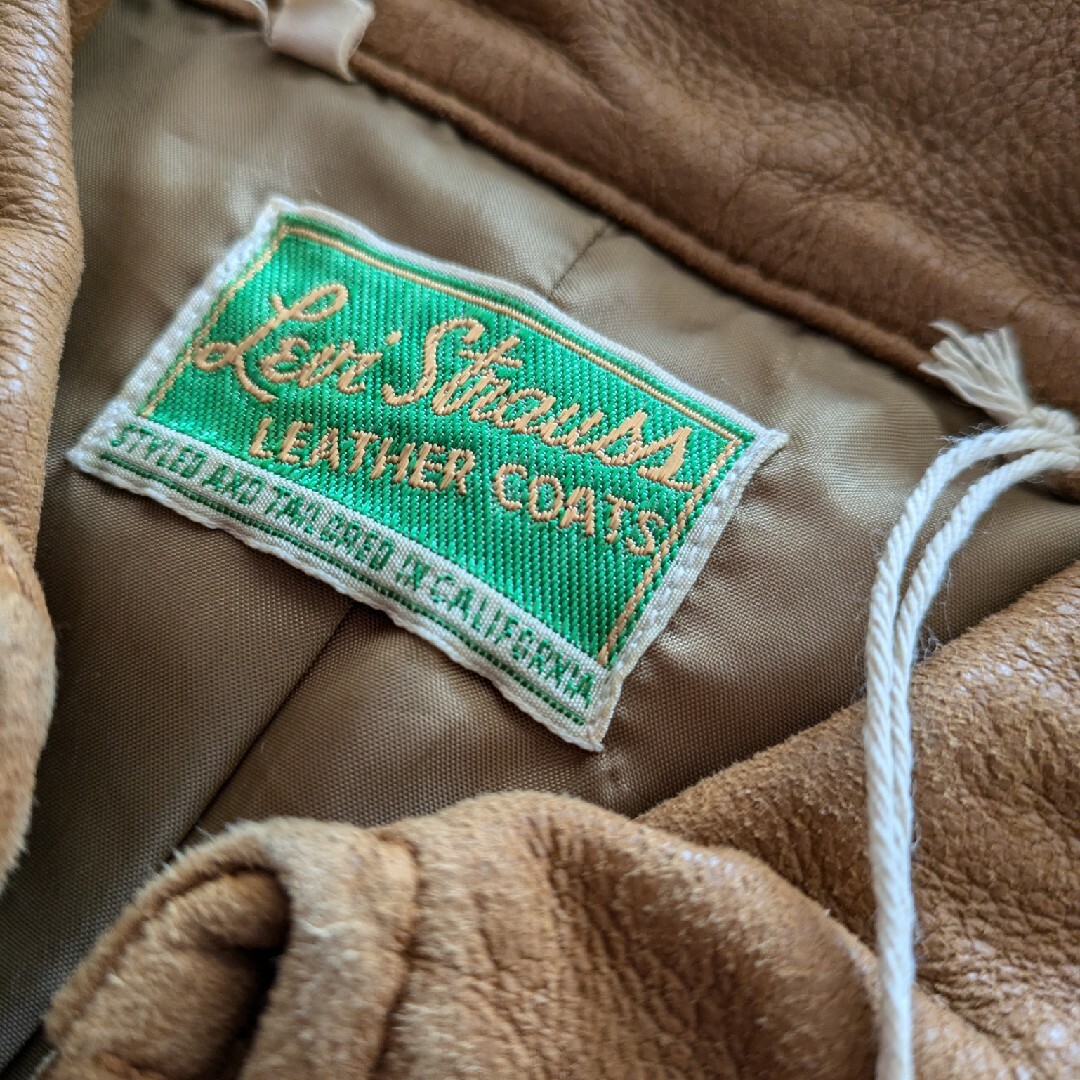 Levi Strauss
LEATHER COATS
STYLED AND TAILORED IN CALIFORNIA